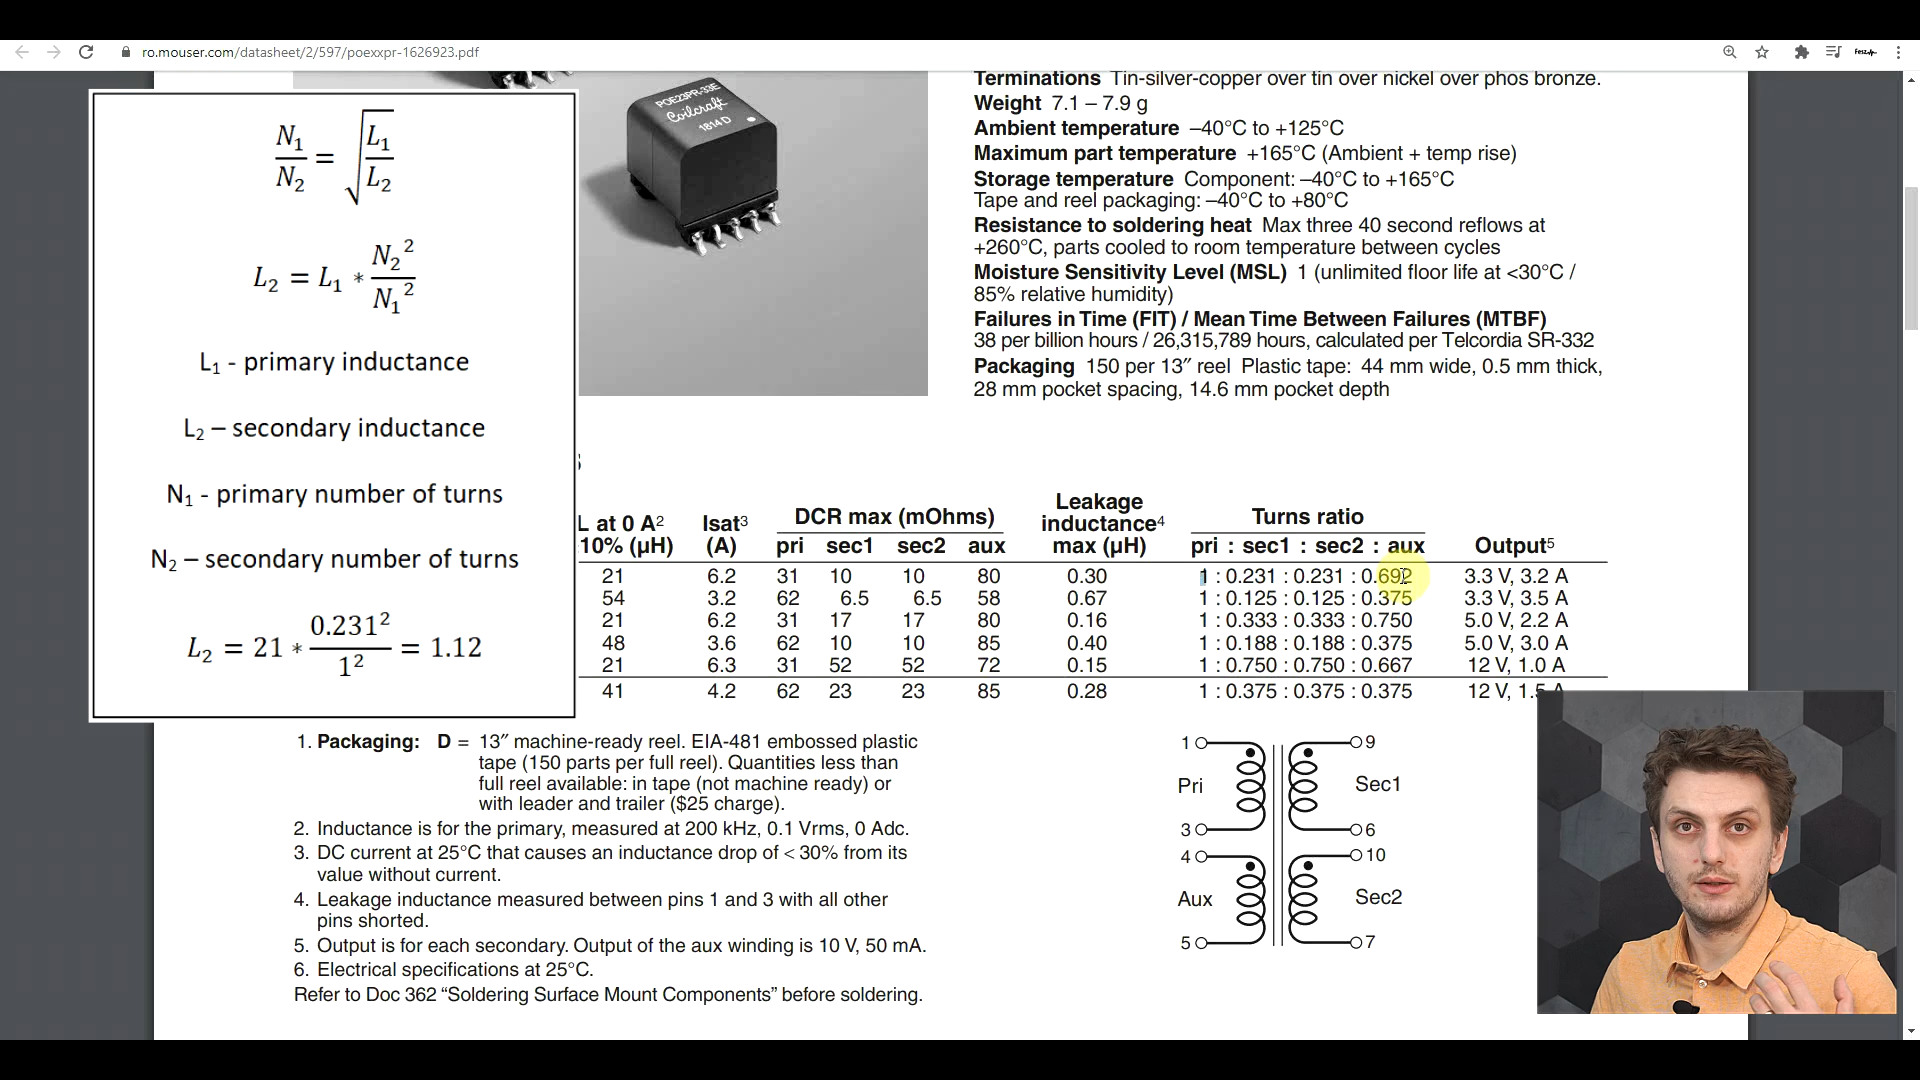 ro.mouser.com/datasheet/2/597/poexxpr-1626923.pdf
Terminations Tin-silver-copper over tin over nickel over phos bronze.
Weight 7.1 – 7.9 g
Ambient temperature –40°C to +125°C
Maximum part temperature +165°C (Ambient + temp rise)
Storage temperature Component: –40°C to +165°C
Tape and reel packaging: –40°C to +80°C
Resistance to soldering heat Max three 40 second reflows at
+260°C, parts cooled to room temperature between cycles
Moisture Sensitivity Level (MSL) 1 (unlimited floor life at <30°C /
85% relative humidity)
Failures in Time (FIT) / Mean Time Between Failures (MTBF)
38 per billion hours / 26,315,789 hours, calculated per Telcordia SR-332
Packaging 150 per 13″ reel Plastic tape: 44 mm wide, 0.5 mm thick,
28 mm pocket spacing, 14.6 mm pocket depth
POE23PR-33E
Coilcraft
1814 D
N₁/N₂ = √(L₁/L₂)
L₂ = L₁ * N₂²/N₁²
L₁ - primary inductance
L₂ – secondary inductance
N₁ - primary number of turns
N₂ – secondary number of turns
L₂ = 21 * 0.231²/1² = 1.12
L at 0 A2 Isat3 DCR max (mOhms) Leakage inductance4 Turns ratio
10% (µH) (A) pri sec1 sec2 aux max (µH) pri : sec1 : sec2 : aux Output5
21 6.2 31 10 10 80 0.30 1 : 0.231 : 0.231 : 0.692 3.3 V, 3.2 A
54 3.2 62 6.5 6.5 58 0.67 1 : 0.125 : 0.125 : 0.375 3.3 V, 3.5 A
21 6.2 31 17 17 80 0.16 1 : 0.333 : 0.333 : 0.750 5.0 V, 2.2 A
48 3.6 62 10 10 85 0.40 1 : 0.188 : 0.188 : 0.375 5.0 V, 3.0 A
21 6.3 31 52 52 72 0.15 1 : 0.750 : 0.750 : 0.667 12 V, 1.0 A
41 4.2 62 23 23 85 0.28 1 : 0.375 : 0.375 : 0.375 12 V, 1.5 A
1. Packaging: D = 13″ machine-ready reel. EIA-481 embossed plastic
tape (150 parts per full reel). Quantities less than
full reel available: in tape (not machine ready) or
with leader and trailer ($25 charge).
2. Inductance is for the primary, measured at 200 kHz, 0.1 Vrms, 0 Adc.
3. DC current at 25°C that causes an inductance drop of < 30% from its
value without current.
4. Leakage inductance measured between pins 1 and 3 with all other
pins shorted.
5. Output is for each secondary. Output of the aux winding is 10 V, 50 mA.
6. Electrical specifications at 25°C.
Refer to Doc 362 “Soldering Surface Mount Components” before soldering.
1 9
Pri Sec1
3 6
4 10
Aux Sec2
5 7